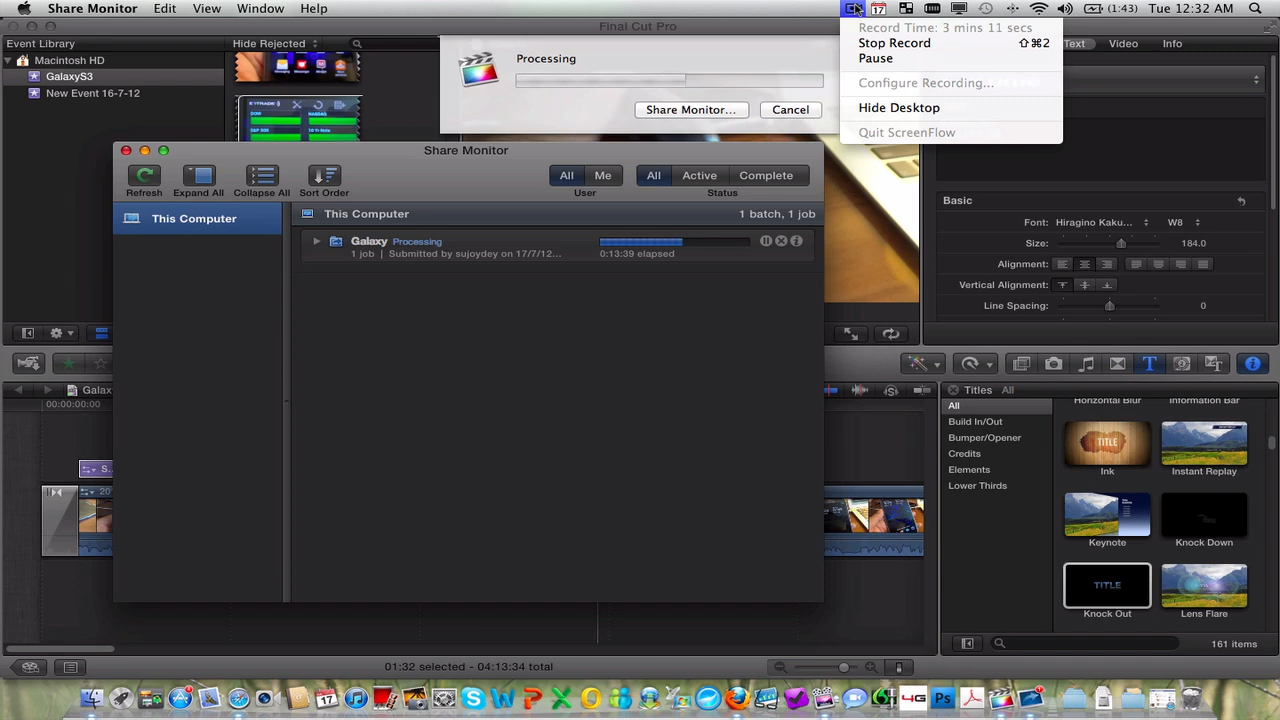 Share Monitor Edit View Window Help
(1:43) Tue 12:32 AM
17
Final Cut Pro
Event Library
Hide Rejected
Macintosh HD
GalaxyS3
New Event 16-7-12
Processing
Share Monitor...
Cancel
Record Time: 3 mins 11 secs
Stop Record ⇧⌘2
Pause
Configure Recording...
Hide Desktop
Quit ScreenFlow
Text Video Info
Share Monitor
Refresh
Expand All
Collapse All
Sort Order
All Me
User
All Active Complete
Status
This Computer
This Computer
1 batch, 1 job
Galaxy Processing
1 job | Submitted by sujoydey on 17/7/12...
0:13:39 elapsed
Basic
Font: Hiragino Kaku... W8
Size: 184.0
Alignment:
Vertical Alignment:
Line Spacing: 0
Galax
00:00:00:00
S...
20
Titles All
All
Build In/Out
Bumper/Opener
Credits
Elements
Lower Thirds
Horizontal Blur
Information Bar
TITLE
Ink
Instant Replay
Keynote
Knock Down
TITLE
Knock Out
Lens Flare
161 items
01:32 selected - 04:13:34 total
17
4G
Ps